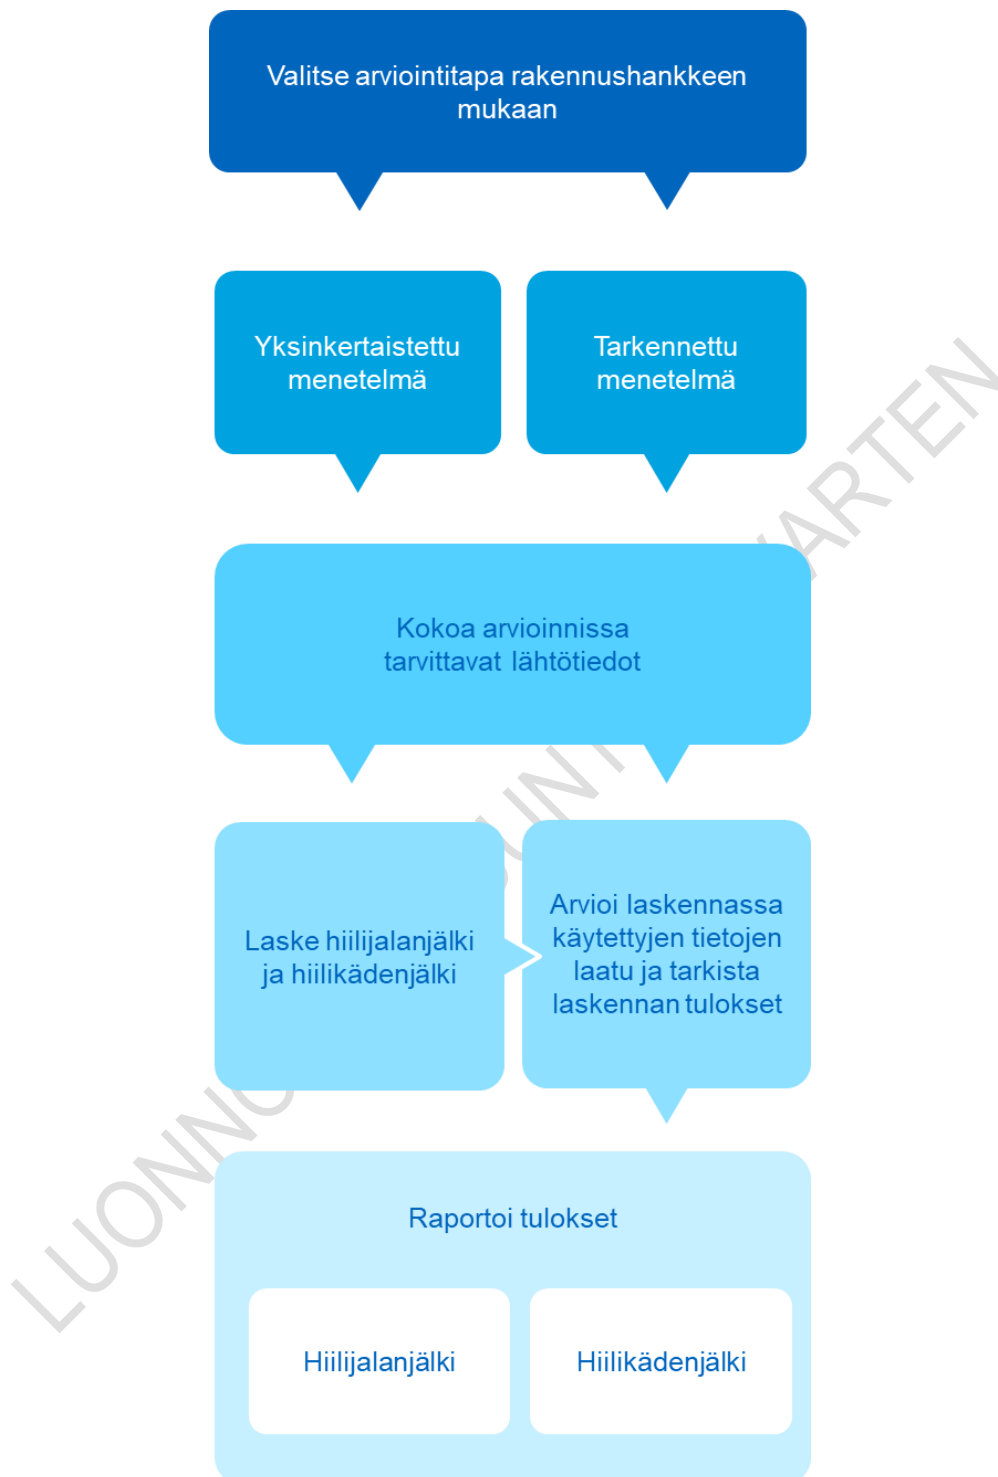 Valitse arviointitapa rakennushankkeen
mukaan
Yksinkertaistettu
menetelmä
Tarkennettu
menetelmä
Kokoa arvioinnissa
tarvittavat lähtötiedot
Laske hiilijalanjälki
ja hiilikädenjälki
Arvioi laskennassa
käytettyjen tietojen
laatu ja tarkista
laskennan tulokset
Raportoi tulokset
Hiilijalanjälki
Hiilikädenjälki